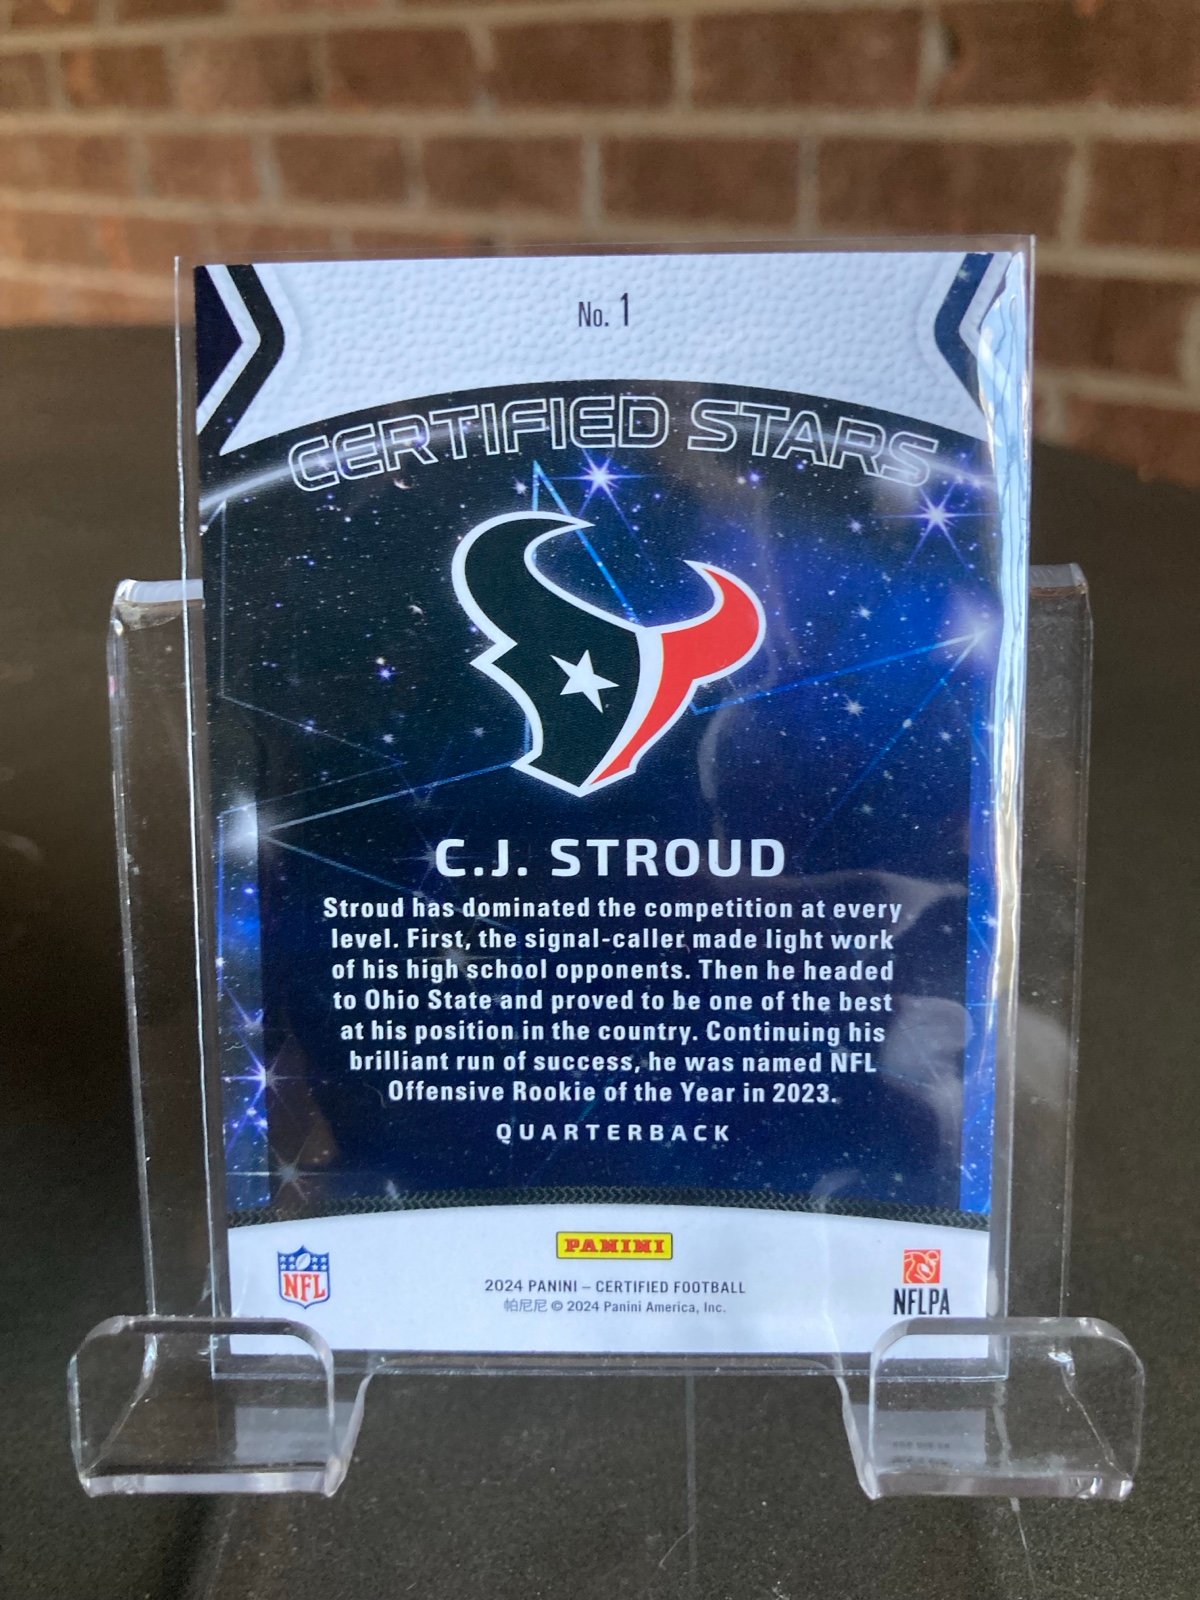 No. 1
CERTIFIED STARS
C.J. STROUD
Stroud has dominated the competition at every
level. First, the signal-caller made light work
of his high school opponents. Then he headed
to Ohio State and proved to be one of the best
at his position in the country. Continuing his
brilliant run of success, he was named NFL
Offensive Rookie of the Year in 2023.
QUARTERBACK
PANINI
NFL
2024 PANINI – CERTIFIED FOOTBALL
帕尼尼 © 2024 Panini America, Inc.
NFLPA